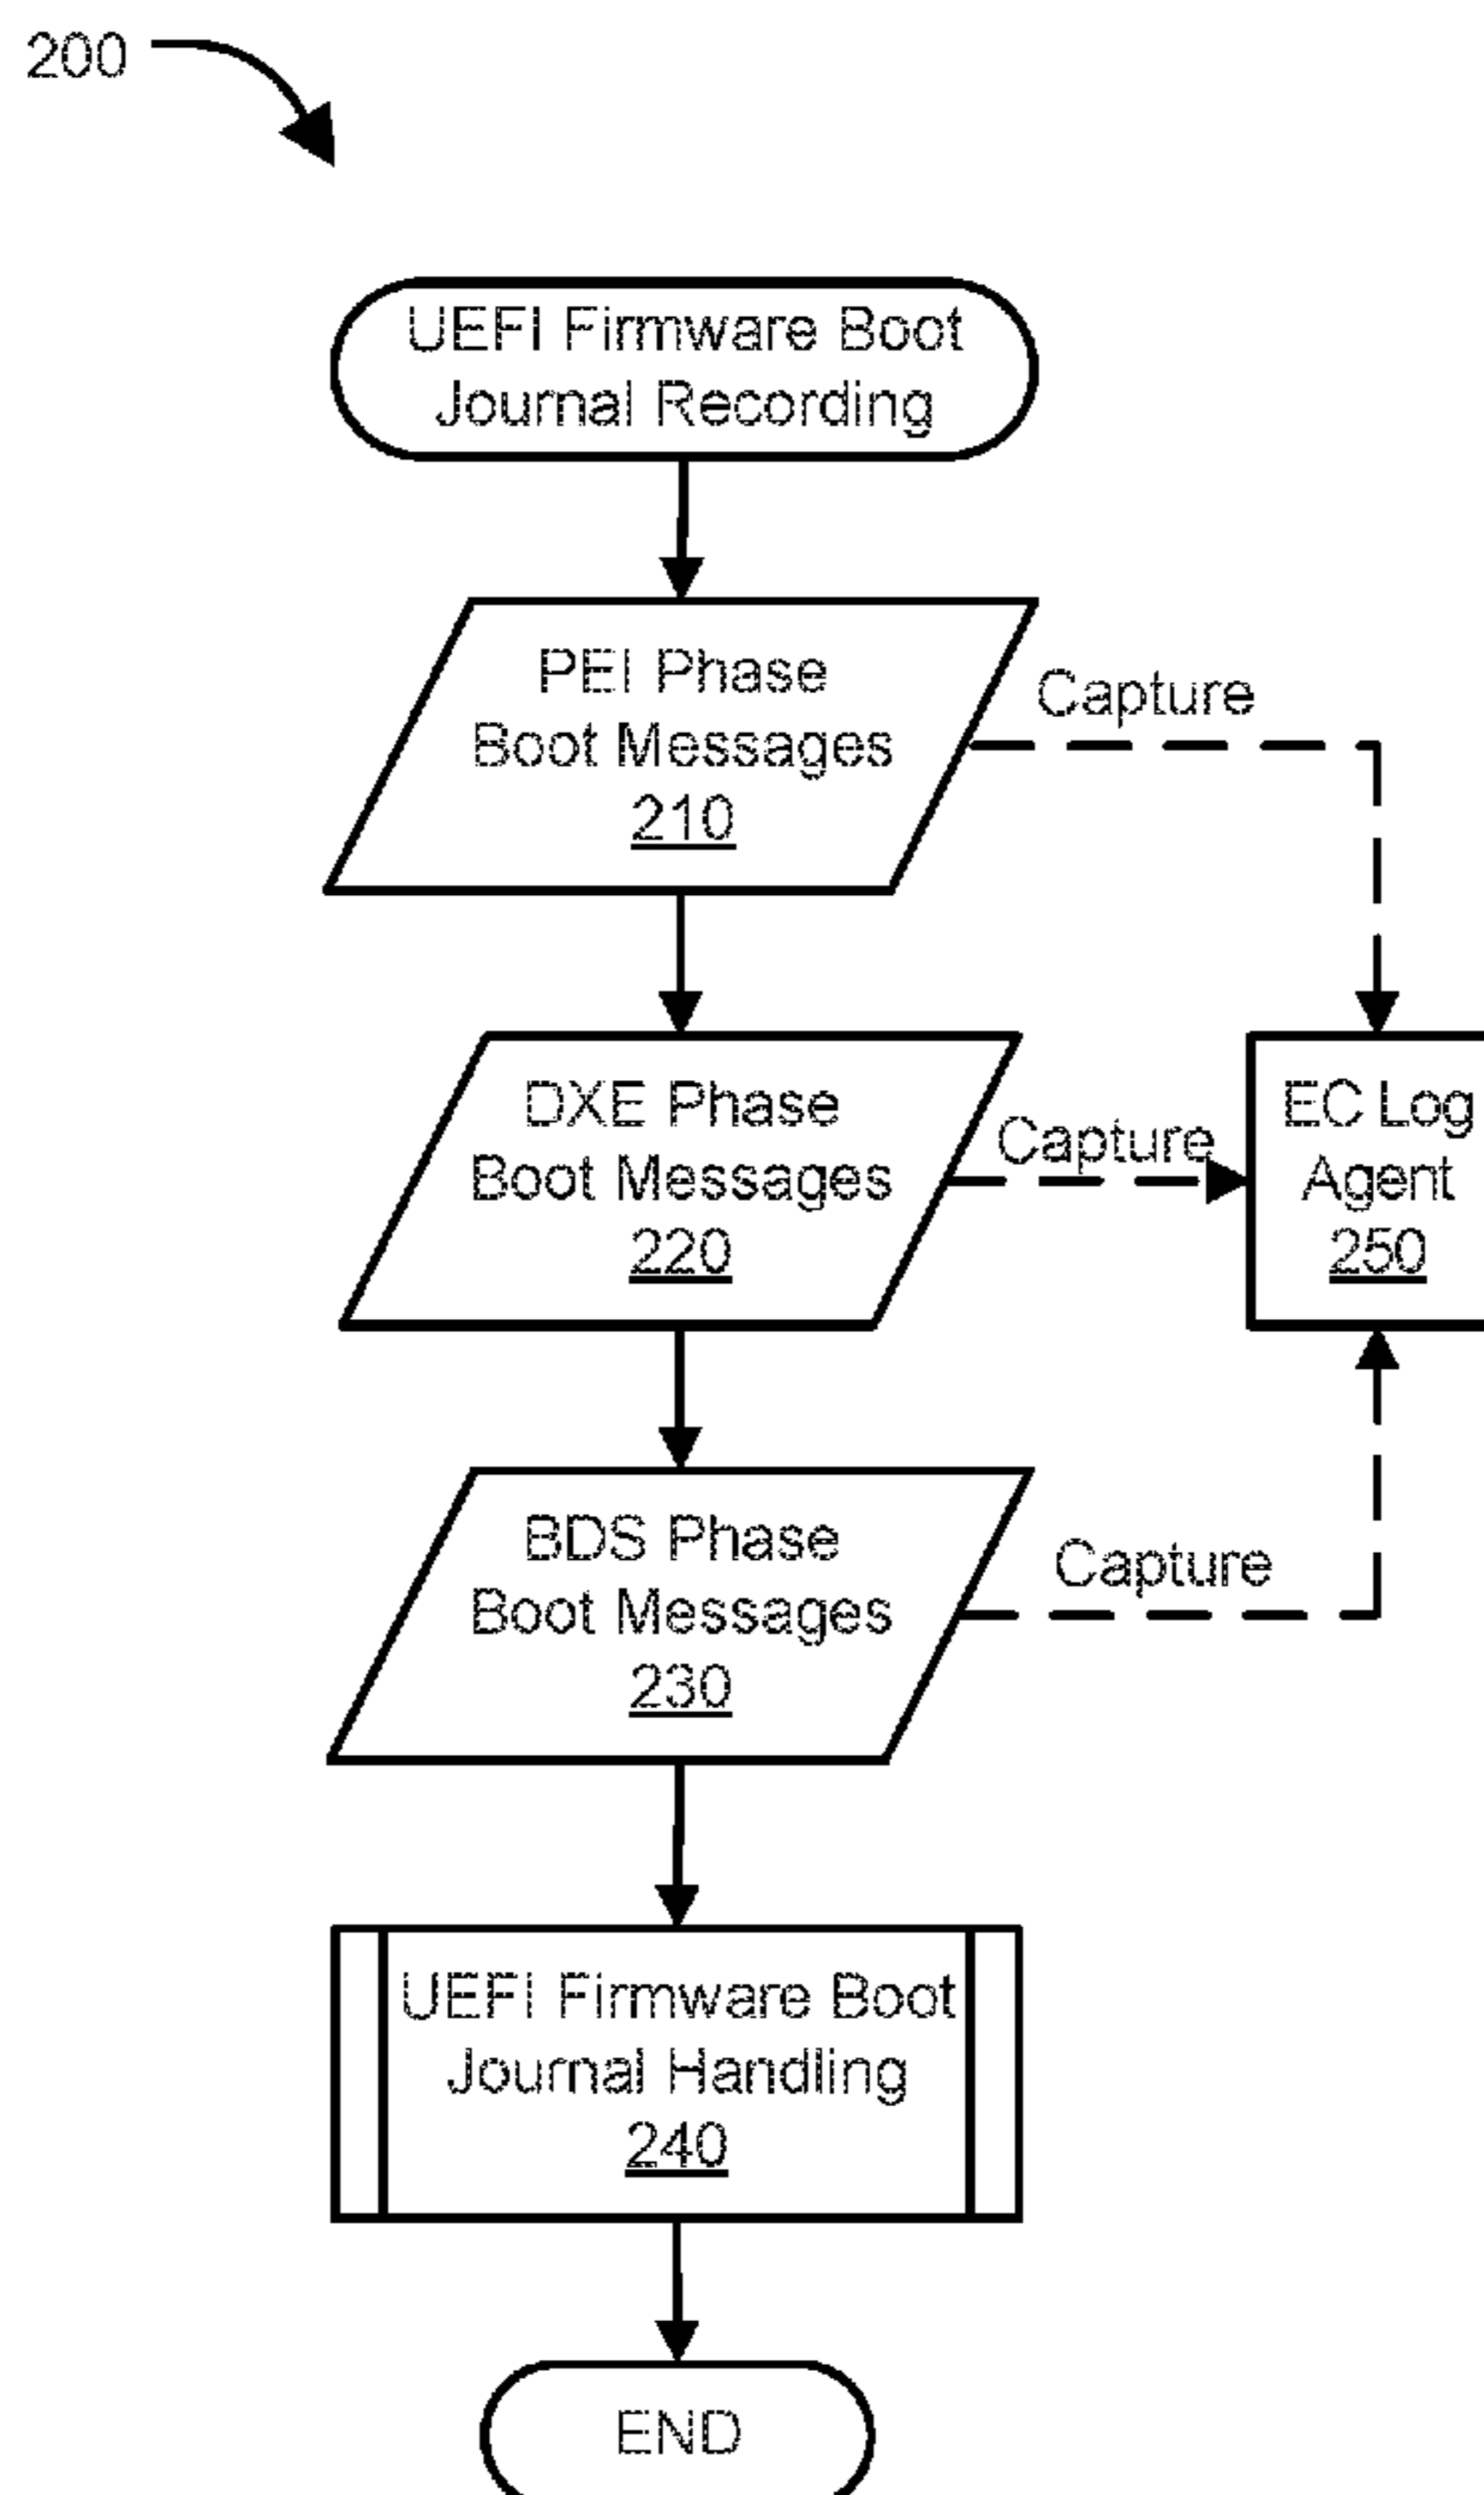 200
UEFI Firmware Boot
Journal Recording
PEI Phase
Boot Messages
210
Capture
DXE Phase
Boot Messages
220
Capture
EC Log
Agent
250
BDS Phase
Boot Messages
230
Capture
UEFI Firmware Boot
Journal Handling
240
END